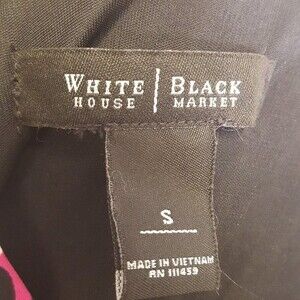 WHITE | BLACK
HOUSE | MARKET
S
MADE IN VIETNAM
RN 111459